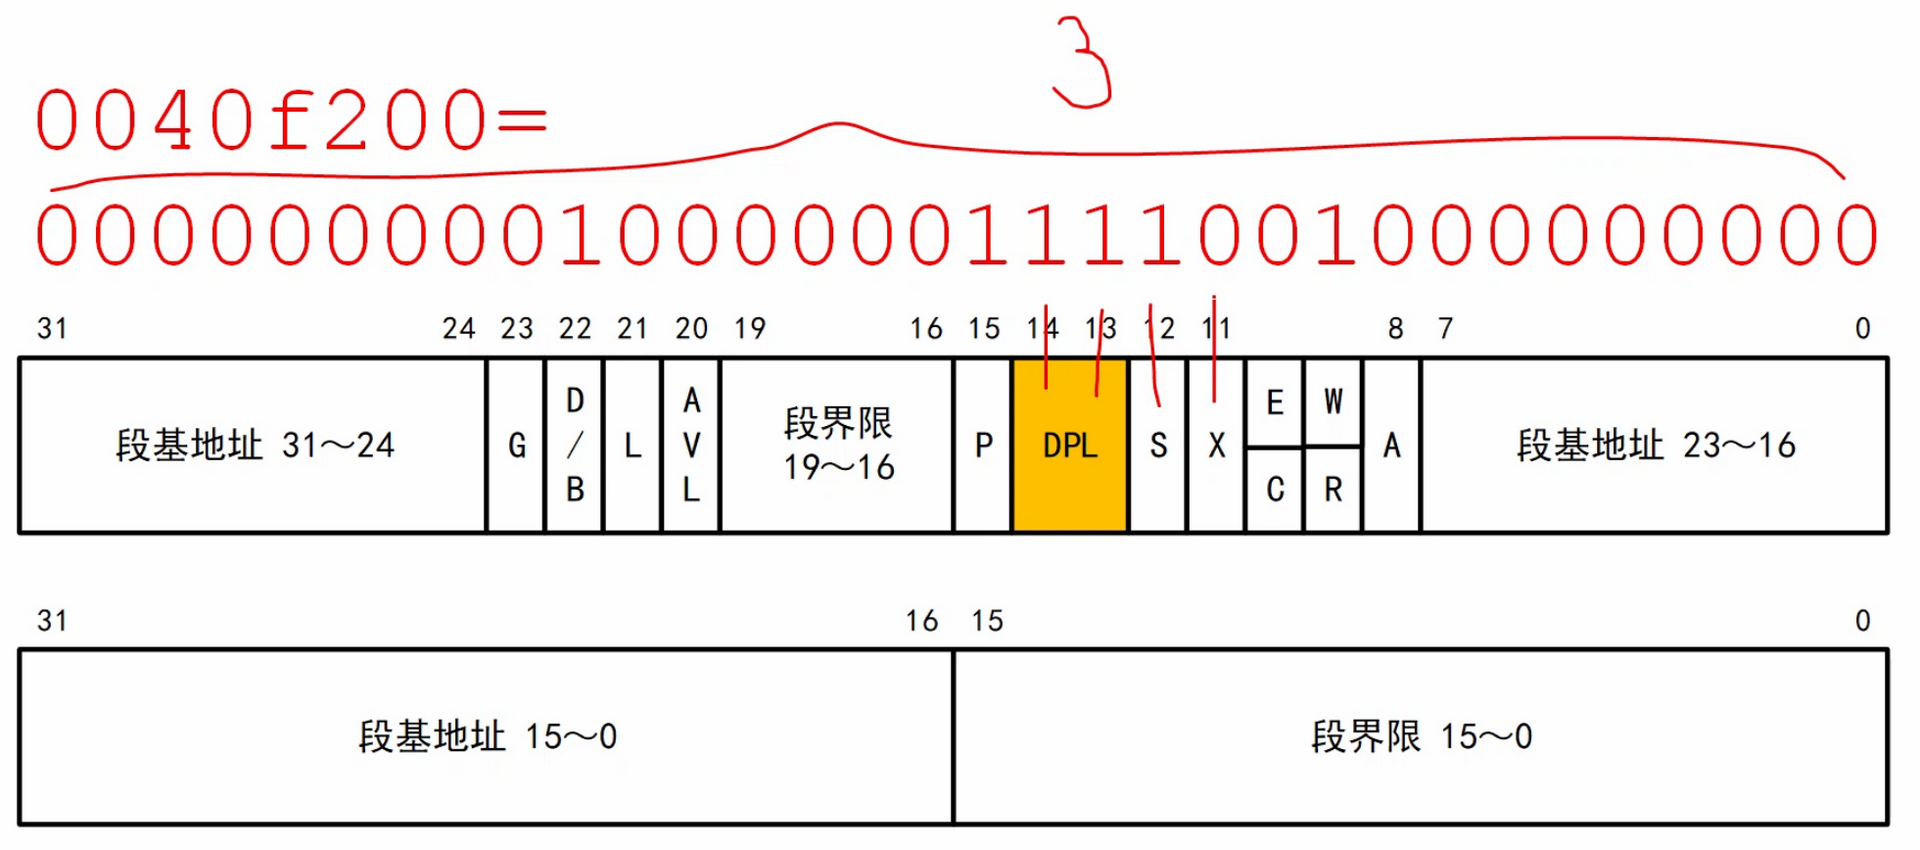 3
0040f200=
00000000010000001111001000000000
31 24 23 22 21 20 19 16 15 14 13 12 11 8 7 0
段基地址 31～24 G D/B L AVL 段界限 19～16 P DPL S X E W A 段基地址 23～16
C R
31 16 15 0
段基地址 15～0 段界限 15～0